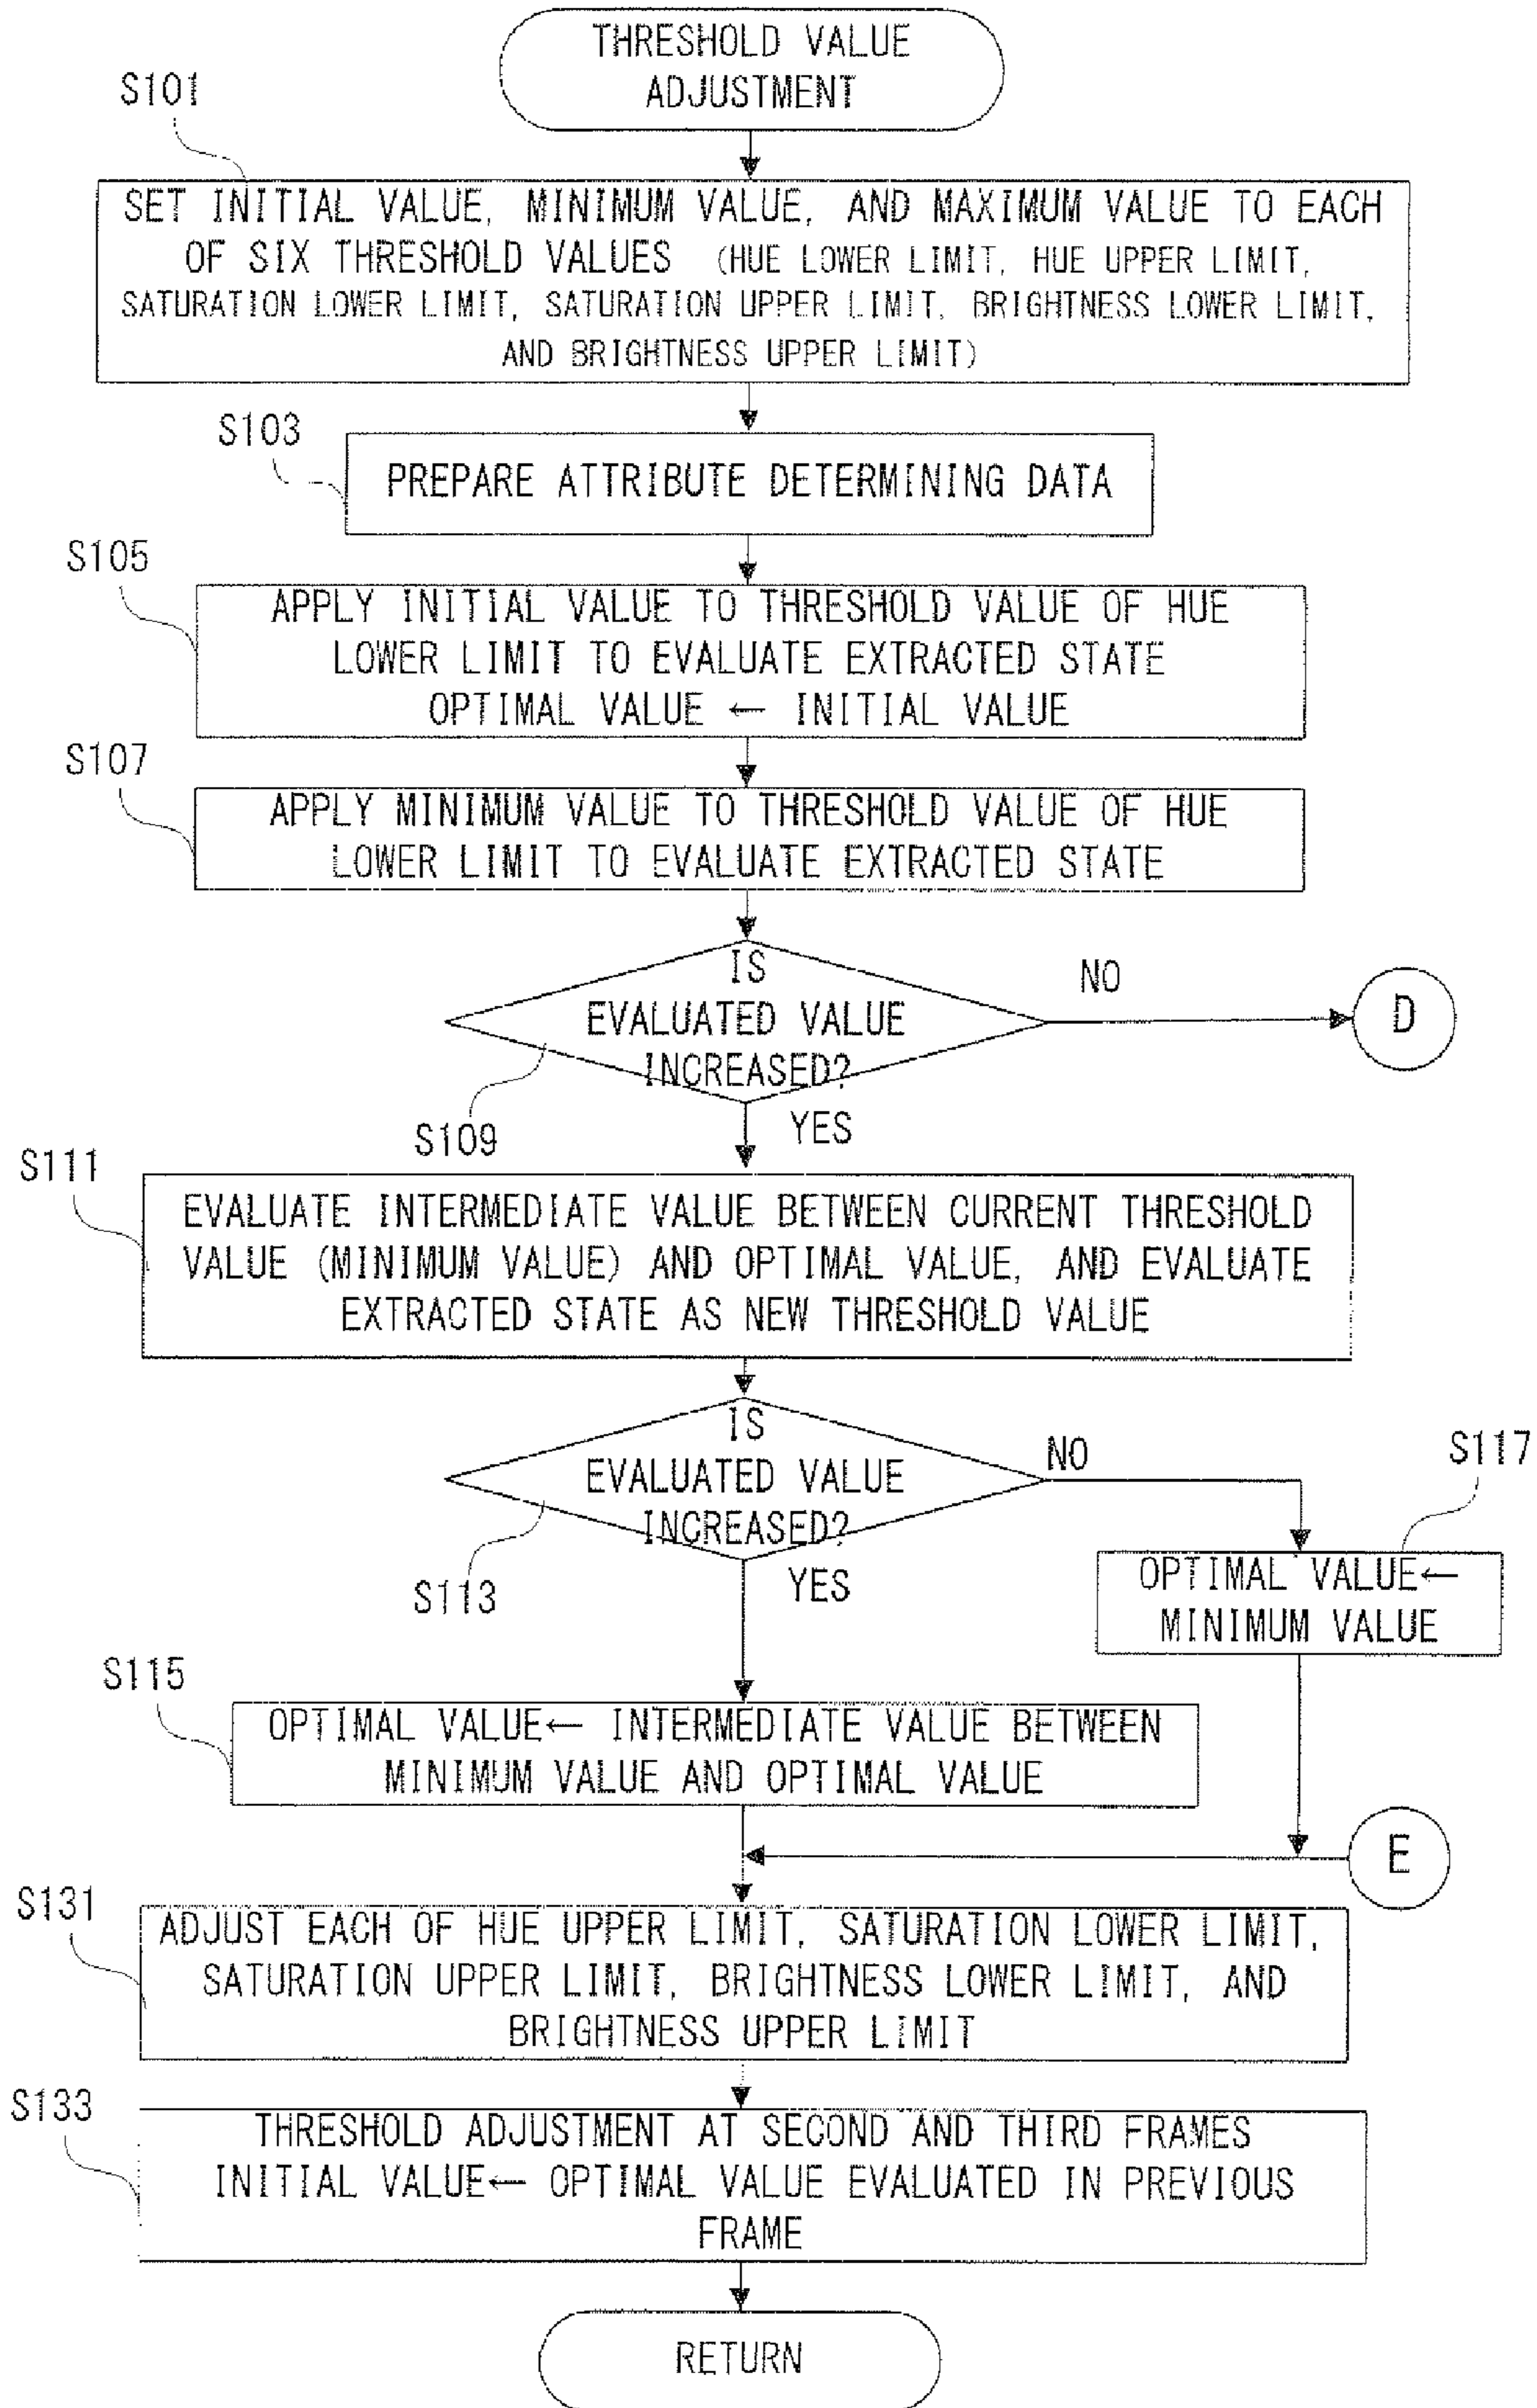 THRESHOLD VALUE
ADJUSTMENT
S101
SET INITIAL VALUE, MINIMUM VALUE, AND MAXIMUM VALUE TO EACH
OF SIX THRESHOLD VALUES (HUE LOWER LIMIT, HUE UPPER LIMIT,
SATURATION LOWER LIMIT, SATURATION UPPER LIMIT, BRIGHTNESS LOWER LIMIT,
AND BRIGHTNESS UPPER LIMIT)
S103
PREPARE ATTRIBUTE DETERMINING DATA
S105
APPLY INITIAL VALUE TO THRESHOLD VALUE OF HUE
LOWER LIMIT TO EVALUATE EXTRACTED STATE
OPTIMAL VALUE ← INITIAL VALUE
S107
APPLY MINIMUM VALUE TO THRESHOLD VALUE OF HUE
LOWER LIMIT TO EVALUATE EXTRACTED STATE
IS
EVALUATED VALUE
INCREASED?
NO
D
S109
YES
S111
EVALUATE INTERMEDIATE VALUE BETWEEN CURRENT THRESHOLD
VALUE (MINIMUM VALUE) AND OPTIMAL VALUE, AND EVALUATE
EXTRACTED STATE AS NEW THRESHOLD VALUE
IS
EVALUATED VALUE
INCREASED?
NO
S117
S113
YES
OPTIMAL VALUE←
MINIMUM VALUE
S115
OPTIMAL VALUE← INTERMEDIATE VALUE BETWEEN
MINIMUM VALUE AND OPTIMAL VALUE
E
S131
ADJUST EACH OF HUE UPPER LIMIT, SATURATION LOWER LIMIT,
SATURATION UPPER LIMIT, BRIGHTNESS LOWER LIMIT, AND
BRIGHTNESS UPPER LIMIT
S133
THRESHOLD ADJUSTMENT AT SECOND AND THIRD FRAMES
INITIAL VALUE← OPTIMAL VALUE EVALUATED IN PREVIOUS
FRAME
RETURN